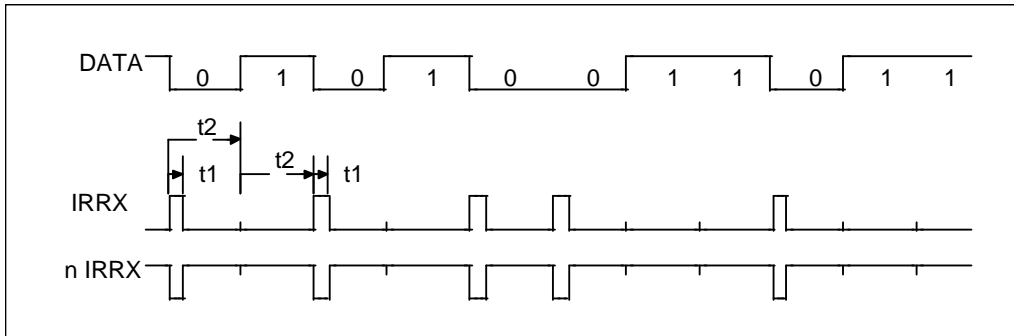 DATA 0 1 0 1 0 0 1 1 0 1 1
t2
t1 t2 t1
IRRX
n IRRX